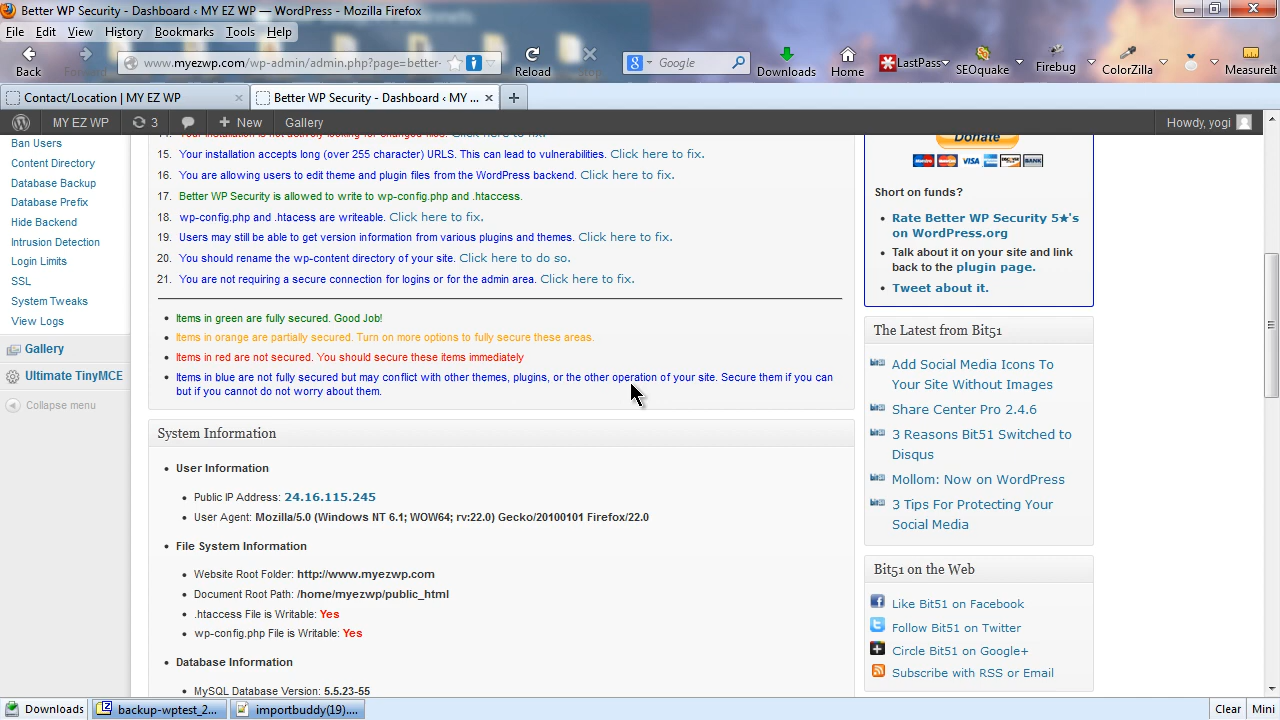 Better WP Security - Dashboard ‹ MY EZ WP — WordPress - Mozilla Firefox
File Edit View History Bookmarks Tools Help
Back
www.myezwp.com/wp-admin/admin.php?page=better-
Reload
Google
Downloads
Home
LastPass
SEOquake
Firebug
ColorZilla
MeasureIt
Contact/Location | MY EZ WP
Better WP Security - Dashboard ‹ MY ...
MY EZ WP
3
New
Gallery
Howdy, yogi
Ban Users
Content Directory
Database Backup
Database Prefix
Hide Backend
Intrusion Detection
Login Limits
SSL
System Tweaks
View Logs
Gallery
Ultimate TinyMCE
Collapse menu
14. Your installation is not actively looking for changed files. Click here to fix.
15. Your installation accepts long (over 255 character) URLS. This can lead to vulnerabilities. Click here to fix.
16. You are allowing users to edit theme and plugin files from the WordPress backend. Click here to fix.
17. Better WP Security is allowed to write to wp-config.php and .htaccess.
18. wp-config.php and .htacess are writeable. Click here to fix.
19. Users may still be able to get version information from various plugins and themes. Click here to fix.
20. You should rename the wp-content directory of your site. Click here to do so.
21. You are not requiring a secure connection for logins or for the admin area. Click here to fix.
Items in green are fully secured. Good Job!
Items in orange are partially secured. Turn on more options to fully secure these areas.
Items in red are not secured. You should secure these items immediately
Items in blue are not fully secured but may conflict with other themes, plugins, or the other operation of your site. Secure them if you can
but if you cannot do not worry about them.
System Information
User Information
Public IP Address: 24.16.115.245
User Agent: Mozilla/5.0 (Windows NT 6.1; WOW64; rv:22.0) Gecko/20100101 Firefox/22.0
File System Information
Website Root Folder: http://www.myezwp.com
Document Root Path: /home/myezwp/public_html
.htaccess File is Writable: Yes
wp-config.php File is Writable: Yes
Database Information
MySQL Database Version: 5.5.23-55
Donate
VISA
BANK
Short on funds?
Rate Better WP Security 5★'s
on WordPress.org
Talk about it on your site and link
back to the plugin page.
Tweet about it.
The Latest from Bit51
Add Social Media Icons To
Your Site Without Images
Share Center Pro 2.4.6
3 Reasons Bit51 Switched to
Disqus
Mollom: Now on WordPress
3 Tips For Protecting Your
Social Media
Bit51 on the Web
Like Bit51 on Facebook
Follow Bit51 on Twitter
Circle Bit51 on Google+
Subscribe with RSS or Email
Downloads
backup-wptest_2...
importbuddy(19)....
Clear
Mini